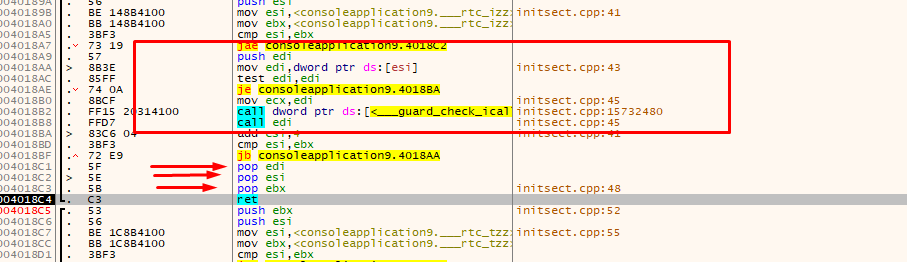 0040189A . 56 push esi
0040189B . BE 148B4100 mov esi,<consoleapplication9.___rtc_izz: initsect.cpp:41
004018A0 . BB 148B4100 mov ebx,<consoleapplication9.___rtc_izz:
004018A5 . 3BF3 cmp esi,ebx
004018A7 . 73 19 jae consoleapplication9.4018C2
004018A9 . 57 push edi
004018AA > 8B3E mov edi,dword ptr ds:[esi] initsect.cpp:43
004018AC . 85FF test edi,edi
004018AE . 74 0A je consoleapplication9.4018BA
004018B0 . 8BCF mov ecx,edi initsect.cpp:45
004018B2 . FF15 20314100 call dword ptr ds:[<___guard_check_icall initsect.cpp:15732480
004018B8 . FFD7 call edi initsect.cpp:45
004018BA > 83C6 04 add esi,4 initsect.cpp:41
004018BD . 3BF3 cmp esi,ebx
004018BF . 72 E9 jb consoleapplication9.4018AA
004018C1 . 5F pop edi
004018C2 > 5E pop esi
004018C3 . 5B pop ebx initsect.cpp:48
004018C4 . C3 ret
004018C5 . 53 push ebx initsect.cpp:52
004018C6 . 56 push esi
004018C7 . BE 1C8B4100 mov esi,<consoleapplication9.___rtc_tzz: initsect.cpp:55
004018CC . BB 1C8B4100 mov ebx,<consoleapplication9.___rtc_tzz:
004018D1 . 3BF3 cmp esi,ebx